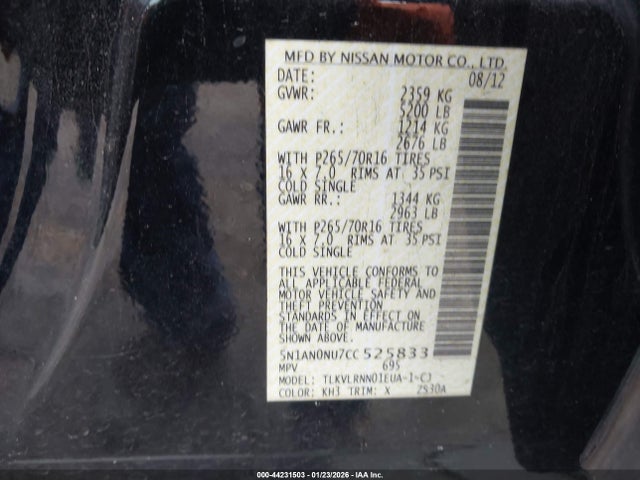 MFD BY NISSAN MOTOR CO., LTD.
DATE: 08/12
GVWR: 2359 KG
5200 LB
GAWR FR.: 1214 KG
2676 LB
WITH P265/70R16 TIRES
16 X 7.0 RIMS AT 35 PSI
COLD SINGLE
GAWR RR.: 1344 KG
2963 LB
WITH P265/70R16 TIRES
16 X 7.0 RIMS AT 35 PSI
COLD SINGLE
THIS VEHICLE CONFORMS TO
ALL APPLICABLE FEDERAL
MOTOR VEHICLE SAFETY AND
THEFT PREVENTION
STANDARDS IN EFFECT ON
THE DATE OF MANUFACTURE
SHOWN ABOVE.
5N1AN0NU7CC525833
MPV 695
MODEL: TLKVLRNN01EUA-1-CJ
COLOR: KH3 TRIM: X ZS30A
000-44231503 - 01/23/2026 - IAA Inc.